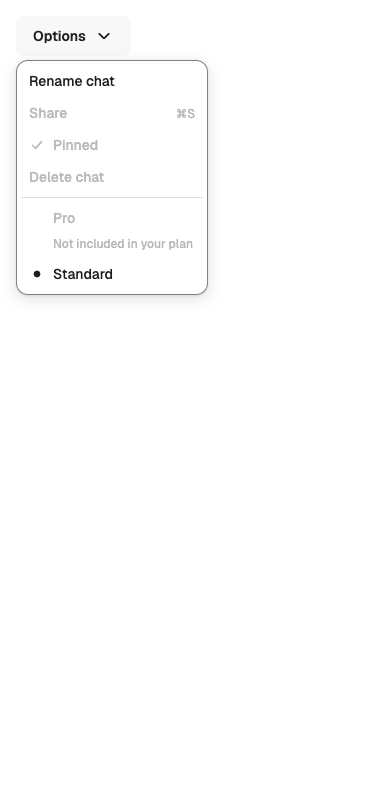 Options
Rename chat
Share ⌘S
Pinned
Delete chat
Pro
Not included in your plan
Standard